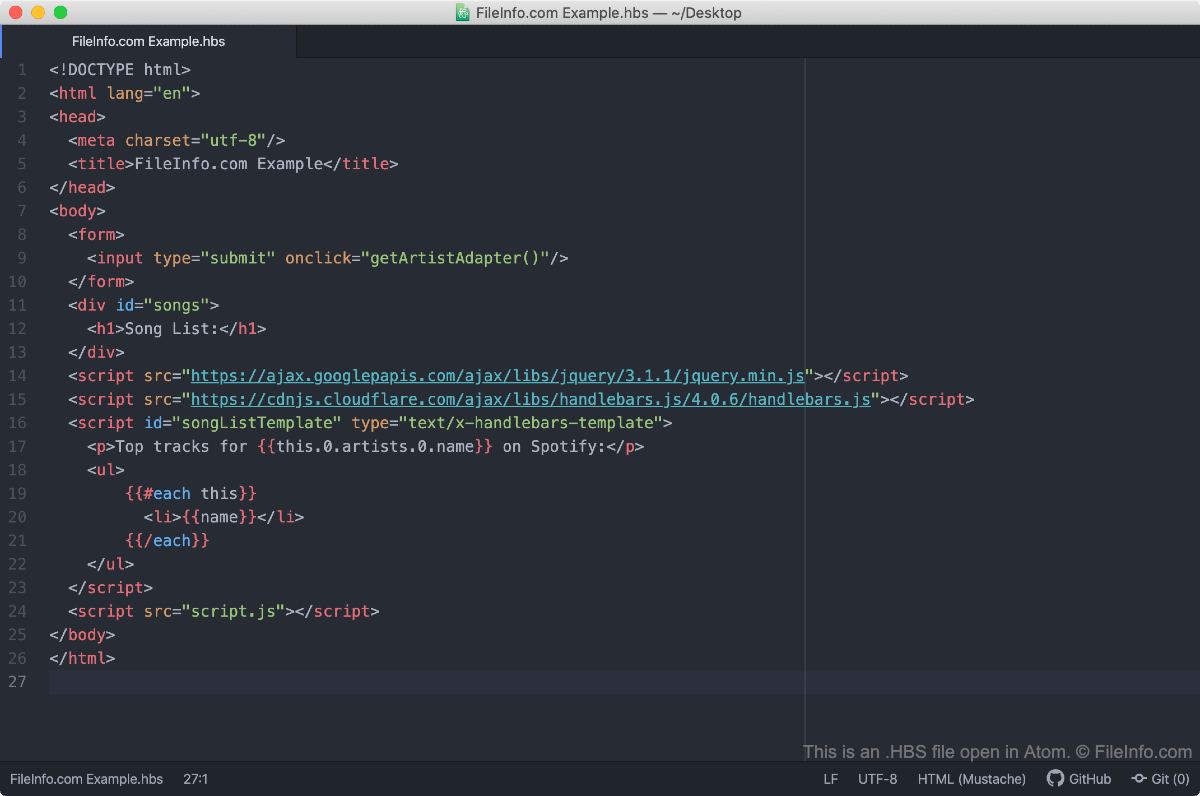 FileInfo.com Example.hbs — ~/Desktop
FileInfo.com Example.hbs
1 <!DOCTYPE html>
2 <html lang="en">
3 <head>
4   <meta charset="utf-8"/>
5   <title>FileInfo.com Example</title>
6 </head>
7 <body>
8   <form>
9     <input type="submit" onclick="getArtistAdapter()"/>
10   </form>
11   <div id="songs">
12     <h1>Song List:</h1>
13   </div>
14   <script src="https://ajax.googlepapis.com/ajax/libs/jquery/3.1.1/jquery.min.js"></script>
15   <script src="https://cdnjs.cloudflare.com/ajax/libs/handlebars.js/4.0.6/handlebars.js"></script>
16   <script id="songListTemplate" type="text/x-handlebars-template">
17     <p>Top tracks for {{this.0.artists.0.name}} on Spotify:</p>
18     <ul>
19         {{#each this}}
20           <li>{{name}}</li>
21         {{/each}}
22     </ul>
23   </script>
24   <script src="script.js"></script>
25 </body>
26 </html>
27
This is an .HBS file open in Atom. © FileInfo.com
FileInfo.com Example.hbs 27:1 LF UTF-8 HTML (Mustache) GitHub Git (0)